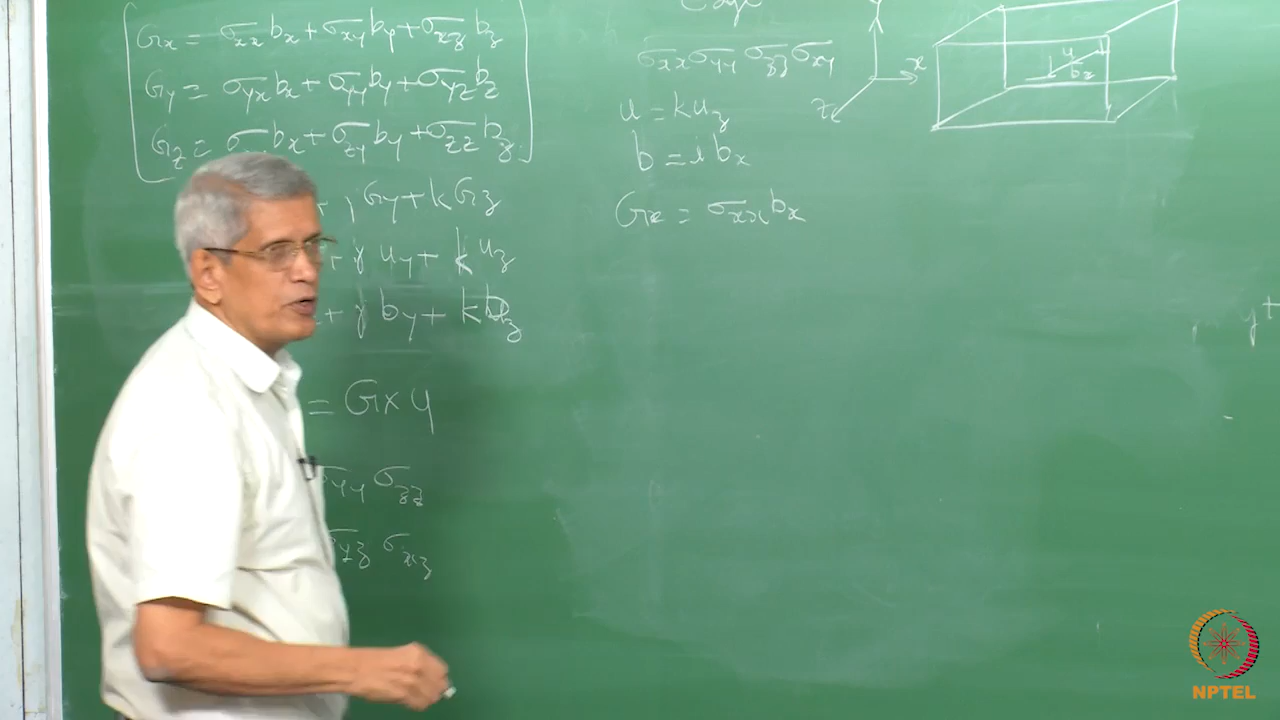 Gx = σxx bx + σxy by + σxz bz
Gy = σyx bx + σyy by + σyz bz
Gz = bx + σzy by + σzz bz
+ j Gy + k Gz
+ j uy + k uz
+ j by + k bz
= G × u
σyy σzz
σyz σxz
Edge
σxx σyy σzz σxy
u = k uz
b = i bx
Gx = σxx bx
x
z
u
bx
NPTEL